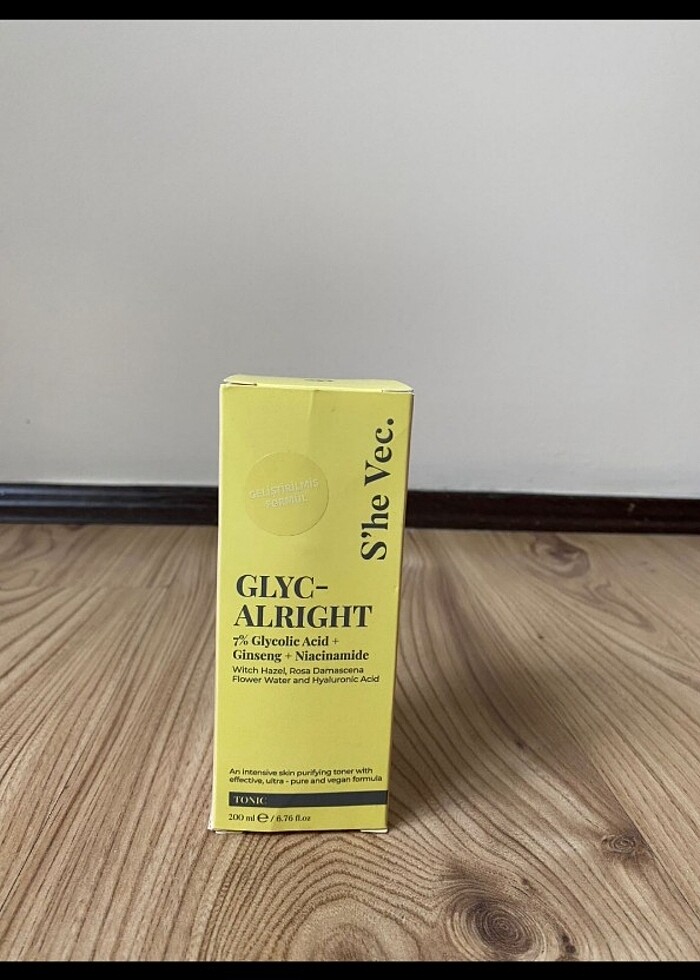 S'he Vec.
GELİŞTİRİLMİŞ
FORMÜL
GLYC-
ALRIGHT
7% Glycolic Acid +
Ginseng + Niacinamide
Witch Hazel, Rosa Damascena
Flower Water and Hyaluronic Acid
An intensive skin purifying toner with
effective, ultra - pure and vegan formula
TONIC
200 ml ℮ / 6.76 fl.oz